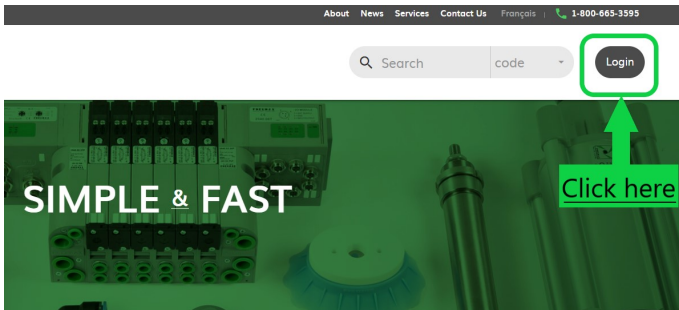 About News Services Contact Us Français | 1-800-665-3595
Search code Login
Click here
SIMPLE & FAST